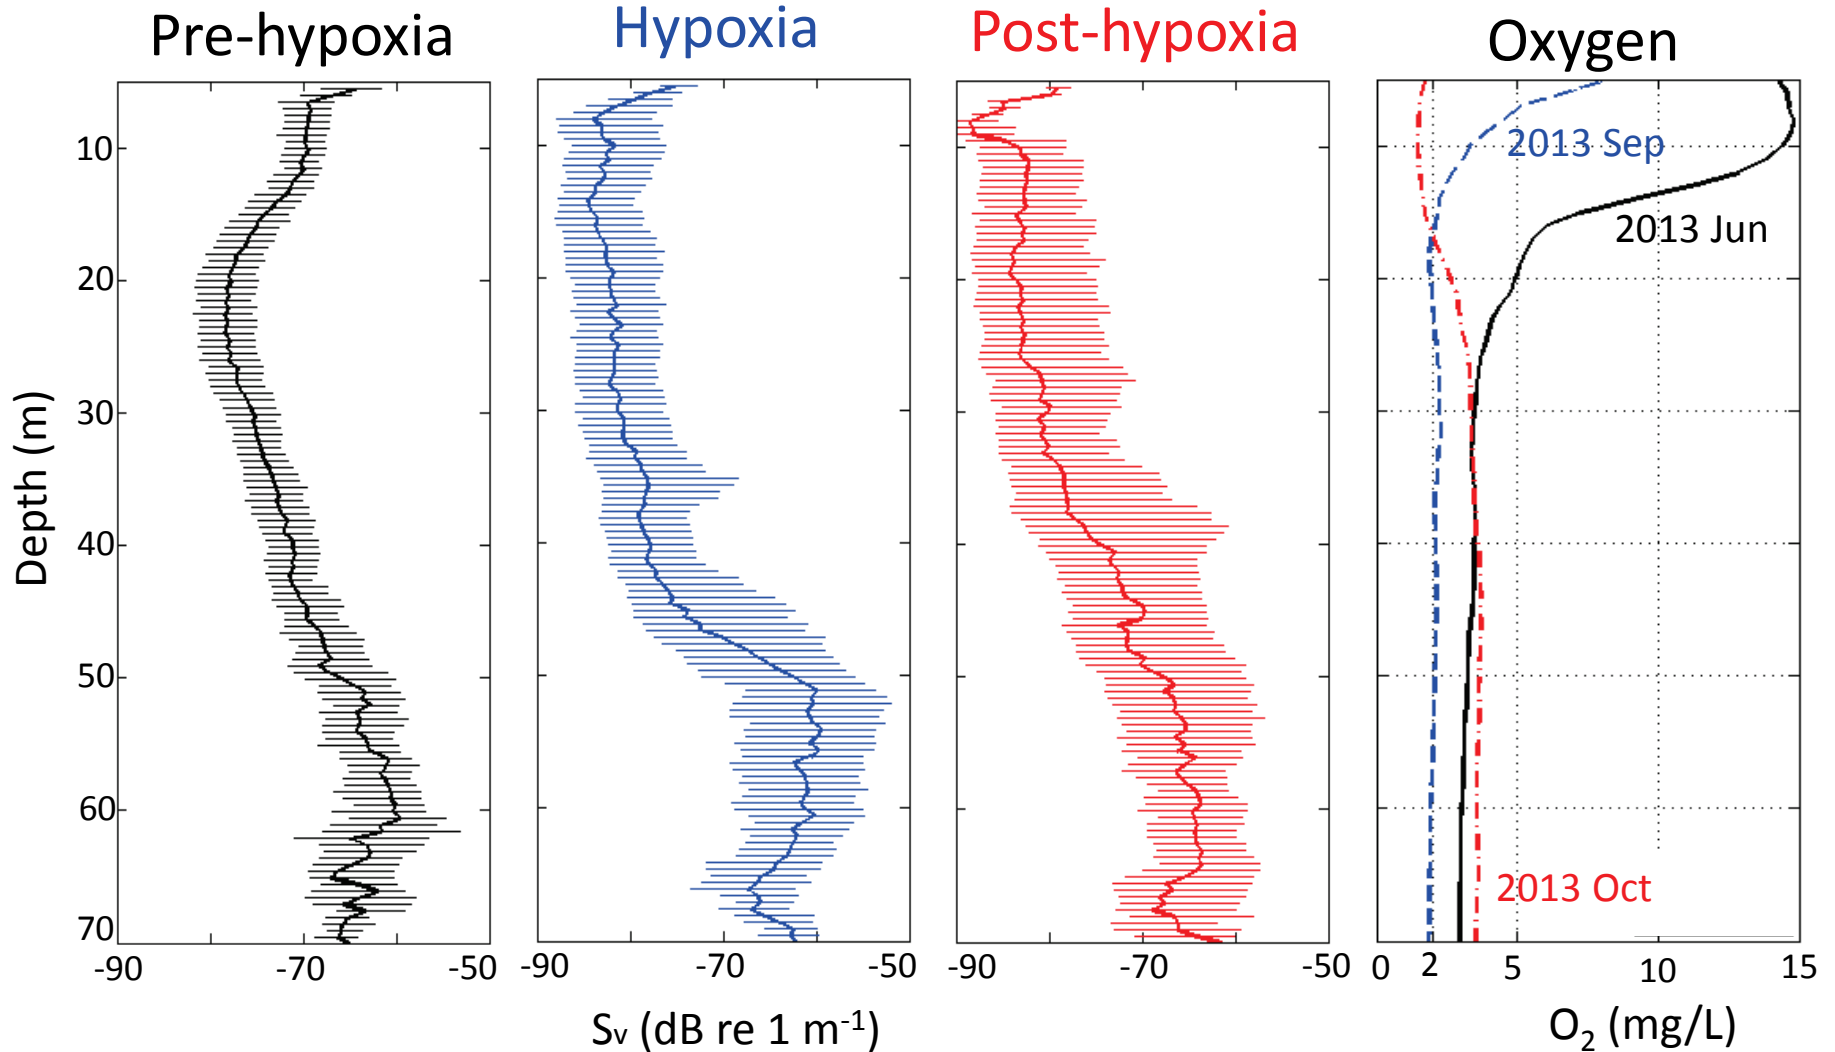 Pre-hypoxia
Hypoxia
Post-hypoxia
Oxygen
Depth (m)
10
20
30
40
50
60
70
-90 -70 -50
-90 -70 -50
-90 -70 -50
2013 Sep
2013 Jun
2013 Oct
0 2 5 10 15
Sv (dB re 1 m-1)
O2 (mg/L)